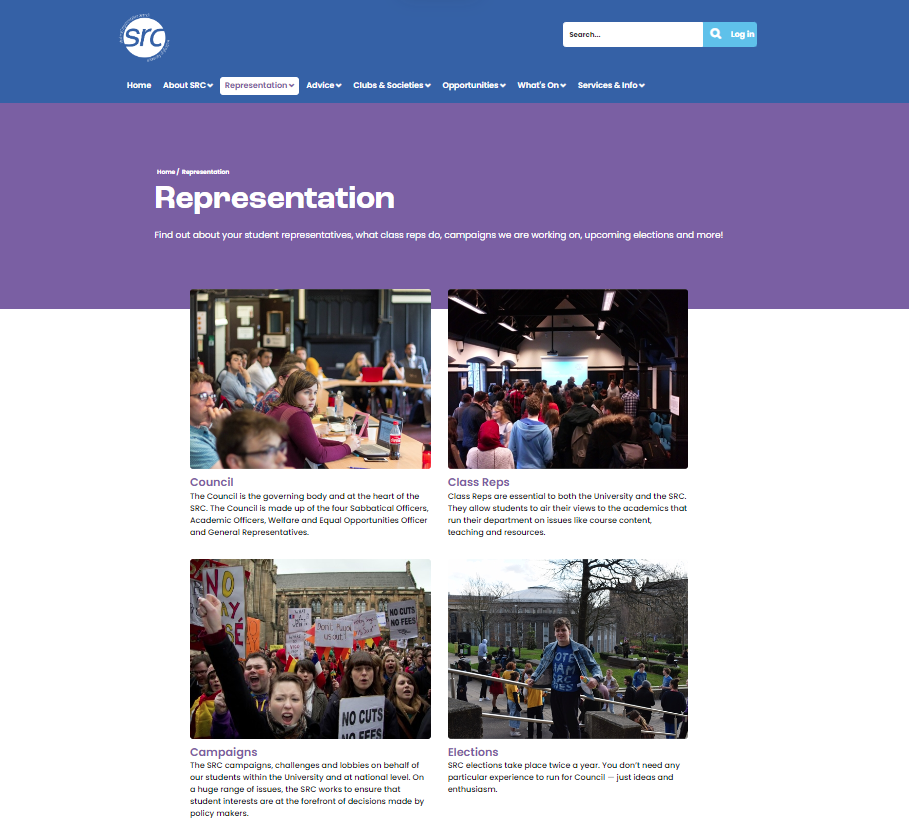 src
Search...
Log in
Home
About SRC
Representation
Advice
Clubs & Societies
Opportunities
What's On
Services & Info
Home / Representation
Representation
Find out about your student representatives, what class reps do, campaigns we are working on, upcoming elections and more!
Council
The Council is the governing body and at the heart of the
SRC. The Council is made up of the four Sabbatical Officers,
Academic Officers, Welfare and Equal Opportunities Officer
and General Representatives.
Class Reps
Class Reps are essential to both the University and the SRC.
They allow students to air their views to the academics that
run their department on issues like course content,
teaching and resources.
NO
NO CUTS
NO FEES
NO CUTS
NO FEES
Campaigns
The SRC campaigns, challenges and lobbies on behalf of
our students within the University and at national level. On
a huge range of issues, the SRC works to ensure that
student interests are at the forefront of decisions made by
policy makers.
Elections
SRC elections take place twice a year. You don't need any
particular experience to run for Council — just ideas and
enthusiasm.